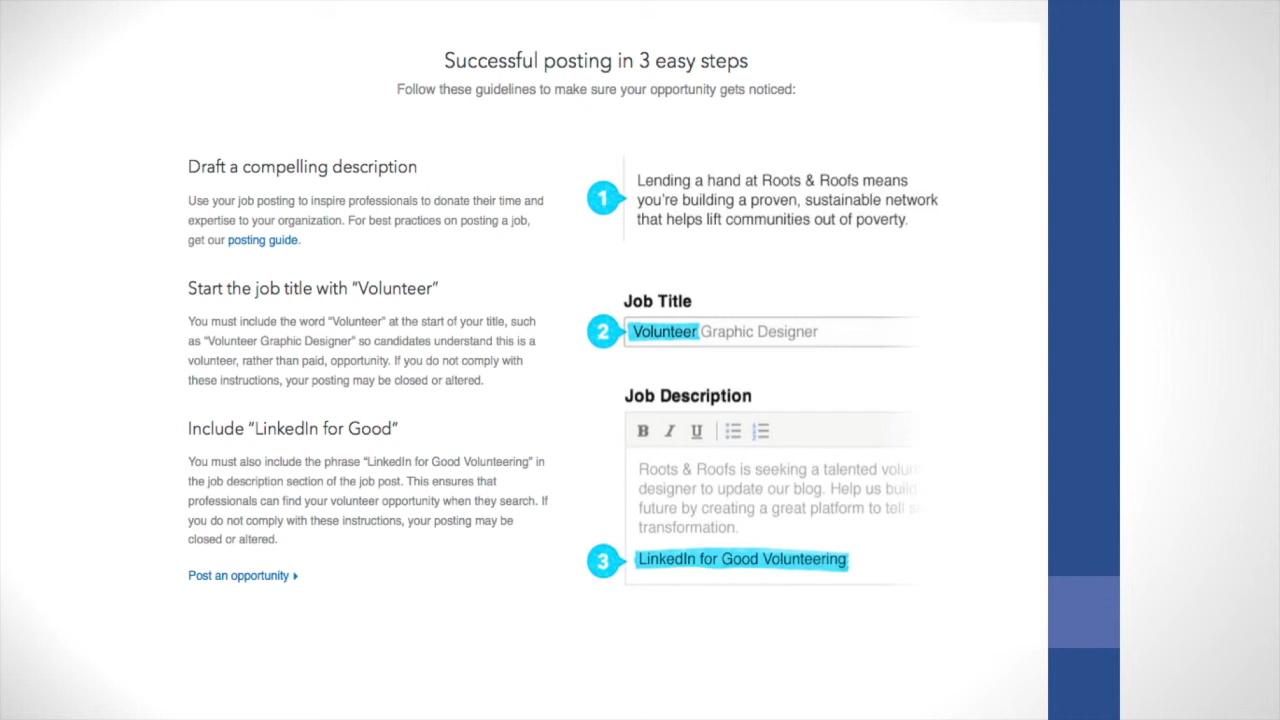 Successful posting in 3 easy steps
Follow these guidelines to make sure your opportunity gets noticed:
Draft a compelling description
Use your job posting to inspire professionals to donate their time and
expertise to your organization. For best practices on posting a job,
get our posting guide.
Start the job title with “Volunteer”
You must include the word “Volunteer” at the start of your title, such
as “Volunteer Graphic Designer” so candidates understand this is a
volunteer, rather than paid, opportunity. If you do not comply with
these instructions, your posting may be closed or altered.
Include “LinkedIn for Good”
You must also include the phrase “LinkedIn for Good Volunteering” in
the job description section of the job post. This ensures that
professionals can find your volunteer opportunity when they search. If
you do not comply with these instructions, your posting may be
closed or altered.
Post an opportunity
1
Lending a hand at Roots & Roofs means
you’re building a proven, sustainable network
that helps lift communities out of poverty.
Job Title
2
Volunteer Graphic Designer
Job Description
B I U
Roots & Roofs is seeking a talented volun
designer to update our blog. Help us build
future by creating a great platform to tell
transformation.
3
LinkedIn for Good Volunteering